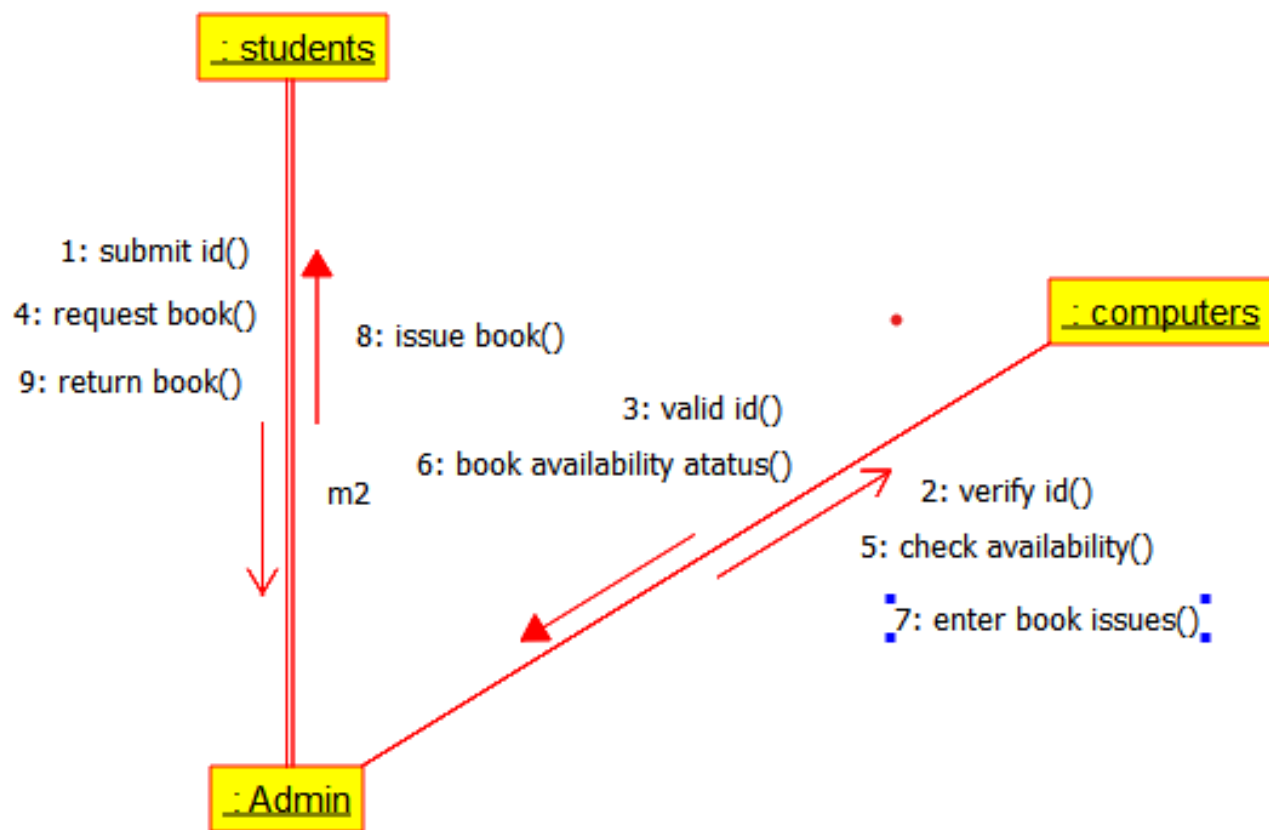 : students
1: submit id()
4: request book()
9: return book()
8: issue book()
m2
: computers
3: valid id()
6: book availability atatus()
2: verify id()
5: check availability()
7: enter book issues()
: Admin